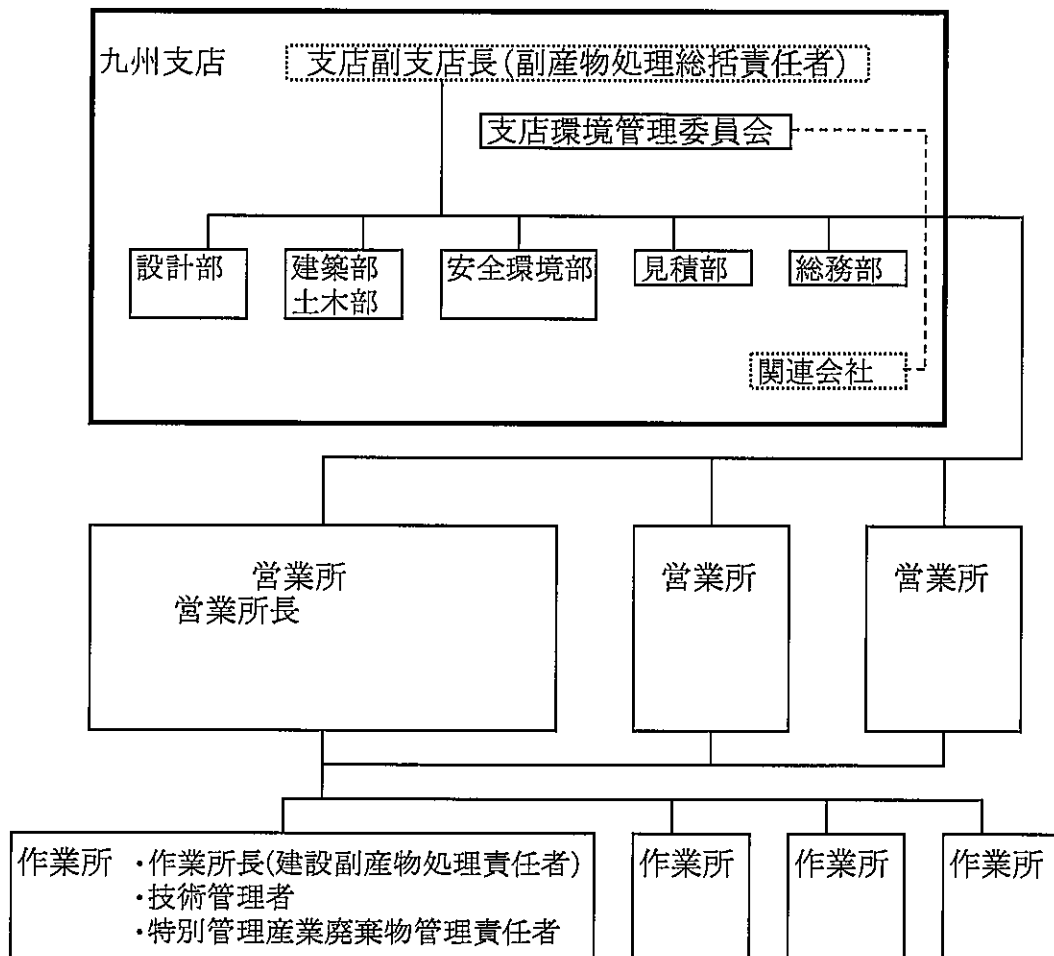 九州支店
支店副支店長(副産物処理総括責任者)
支店環境管理委員会
設計部
建築部
土木部
安全環境部
見積部
総務部
関連会社
営業所
営業所長
営業所
営業所
作業所
・作業所長(建設副産物処理責任者)
・技術管理者
・特別管理産業廃棄物管理責任者
作業所
作業所
作業所